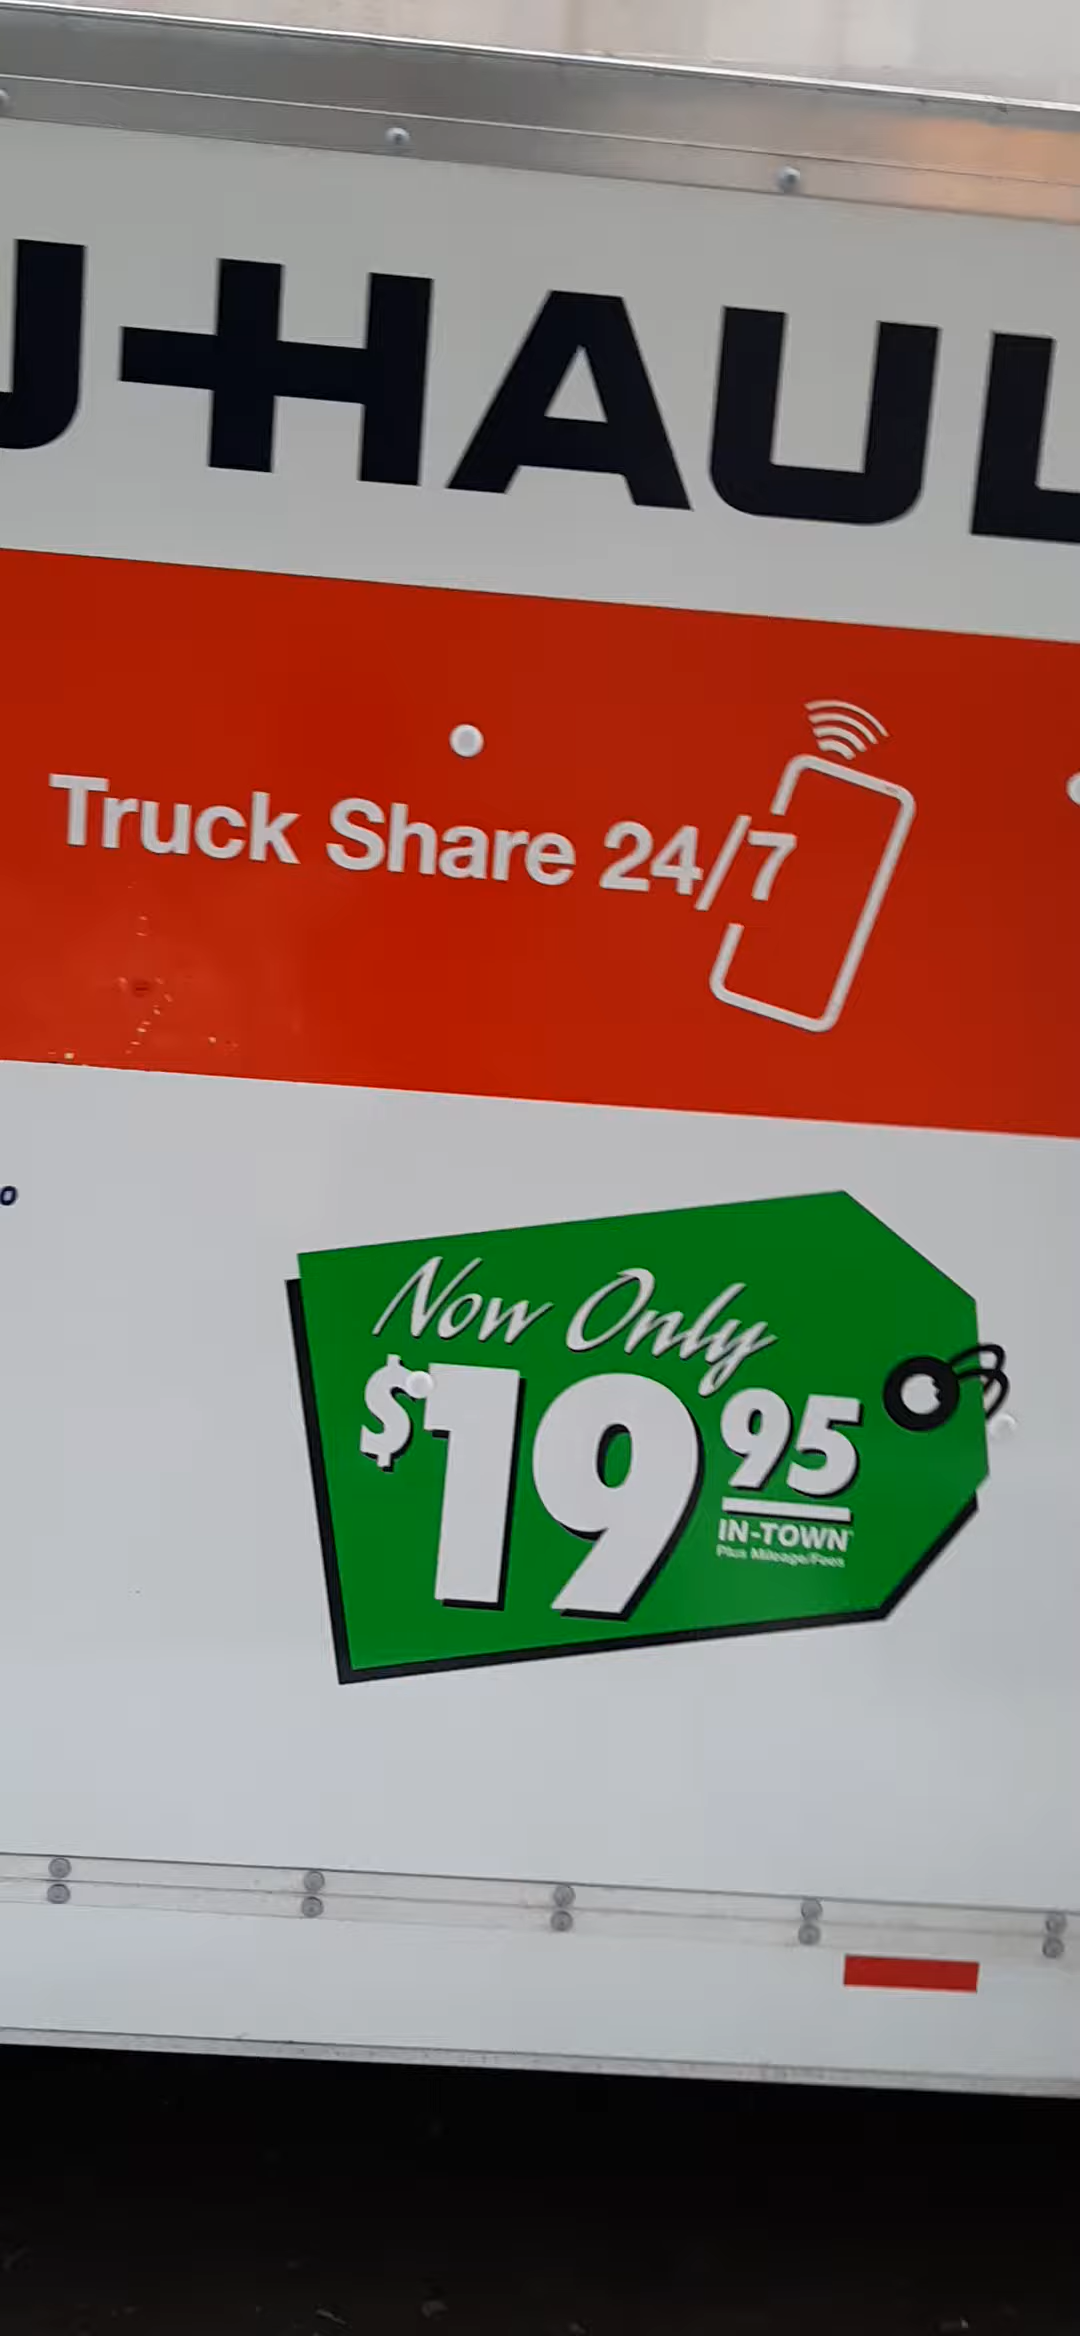 U-HAUL
Truck Share 24/7
Now Only
$19 95
IN-TOWN
Plus Mileage/Fees